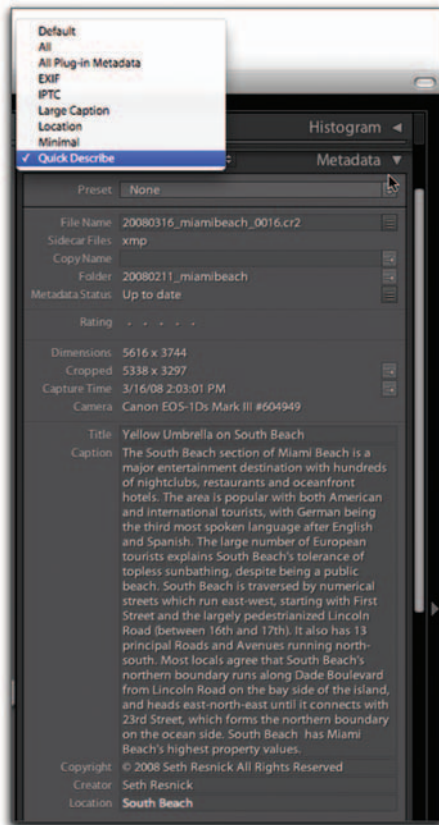 Default
All
All Plug-in Metadata
EXIF
IPTC
Large Caption
Location
Minimal
✓ Quick Describe
Histogram
Metadata
Preset None
File Name 20080316_miamibeach_0016.cr2
Sidecar Files xmp
Copy Name
Folder 20080211_miamibeach
Metadata Status Up to date
Rating . . . . .
Dimensions 5616 x 3744
Cropped 5338 x 3297
Capture Time 3/16/08 2:03:01 PM
Camera Canon EOS-1Ds Mark III #604949
Title Yellow Umbrella on South Beach
Caption The South Beach section of Miami Beach is a
major entertainment destination with hundreds
of nightclubs, restaurants and oceanfront
hotels. The area is popular with both American
and international tourists, with German being
the third most spoken language after English
and Spanish. The large number of European
tourists explains South Beach's tolerance of
topless sunbathing, despite being a public
beach. South Beach is traversed by numerical
streets which run east-west, starting with First
Street and the largely pedestrianized Lincoln
Road (between 16th and 17th). It also has 13
principal Roads and Avenues running north-
south. Most locals agree that South Beach's
northern boundary runs along Dade Boulevard
from Lincoln Road on the bay side of the island,
and heads east-north-east until it connects with
23rd Street, which forms the northern boundary
on the ocean side. South Beach has Miami
Beach's highest property values.
Copyright © 2008 Seth Resnick All Rights Reserved
Creator Seth Resnick
Location South Beach